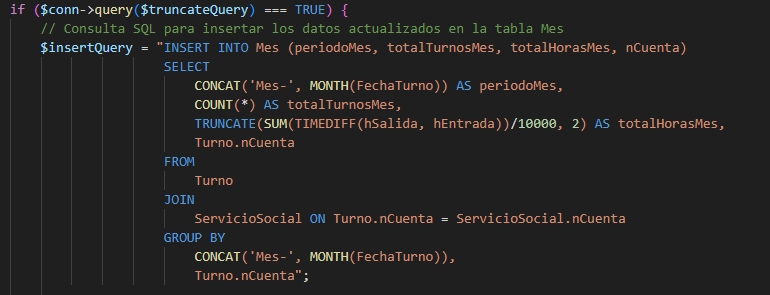 if ($conn->query($truncateQuery) === TRUE) {
// Consulta SQL para insertar los datos actualizados en la tabla Mes
$insertQuery = "INSERT INTO Mes (periodoMes, totalTurnosMes, totalHorasMes, nCuenta)
SELECT
CONCAT('Mes-', MONTH(FechaTurno)) AS periodoMes,
COUNT(*) AS totalTurnosMes,
TRUNCATE(SUM(TIMEDIFF(hSalida, hEntrada))/10000, 2) AS totalHorasMes,
Turno.nCuenta
FROM
Turno
JOIN
ServicioSocial ON Turno.nCuenta = ServicioSocial.nCuenta
GROUP BY
CONCAT('Mes-', MONTH(FechaTurno)),
Turno.nCuenta";